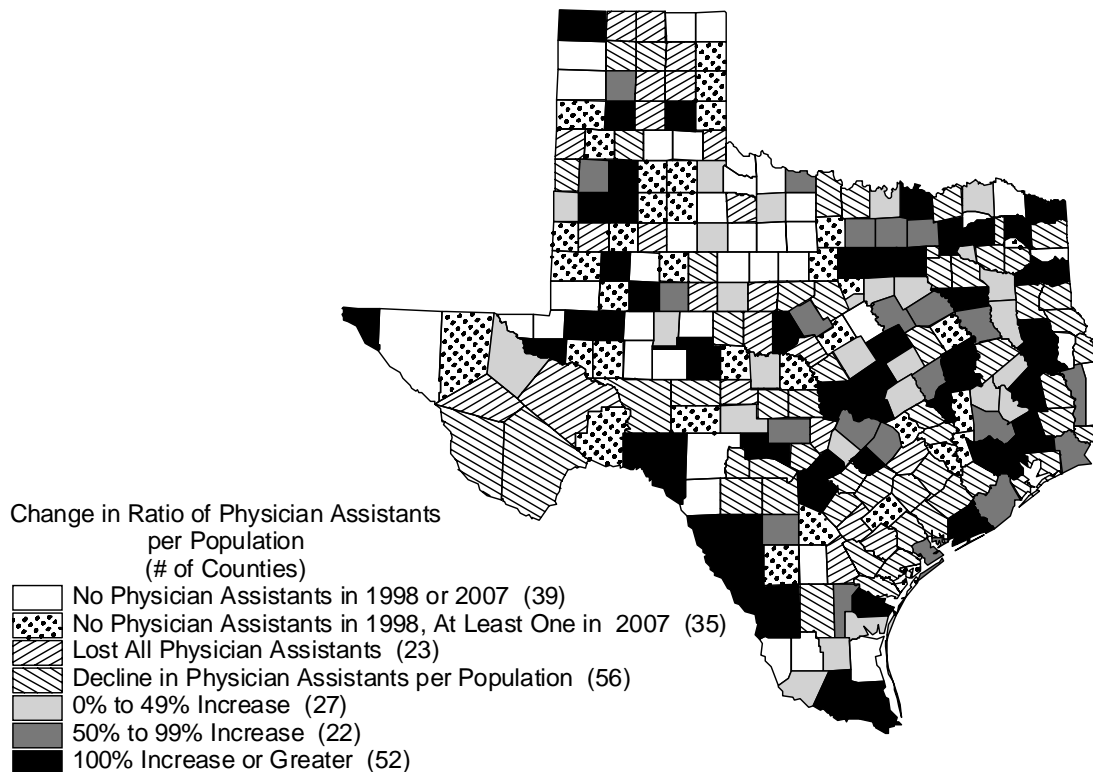 Change in Ratio of Physician Assistants
per Population
(# of Counties)
No Physician Assistants in 1998 or 2007 (39)
No Physician Assistants in 1998, At Least One in 2007 (35)
Lost All Physician Assistants (23)
Decline in Physician Assistants per Population (56)
0% to 49% Increase (27)
50% to 99% Increase (22)
100% Increase or Greater (52)